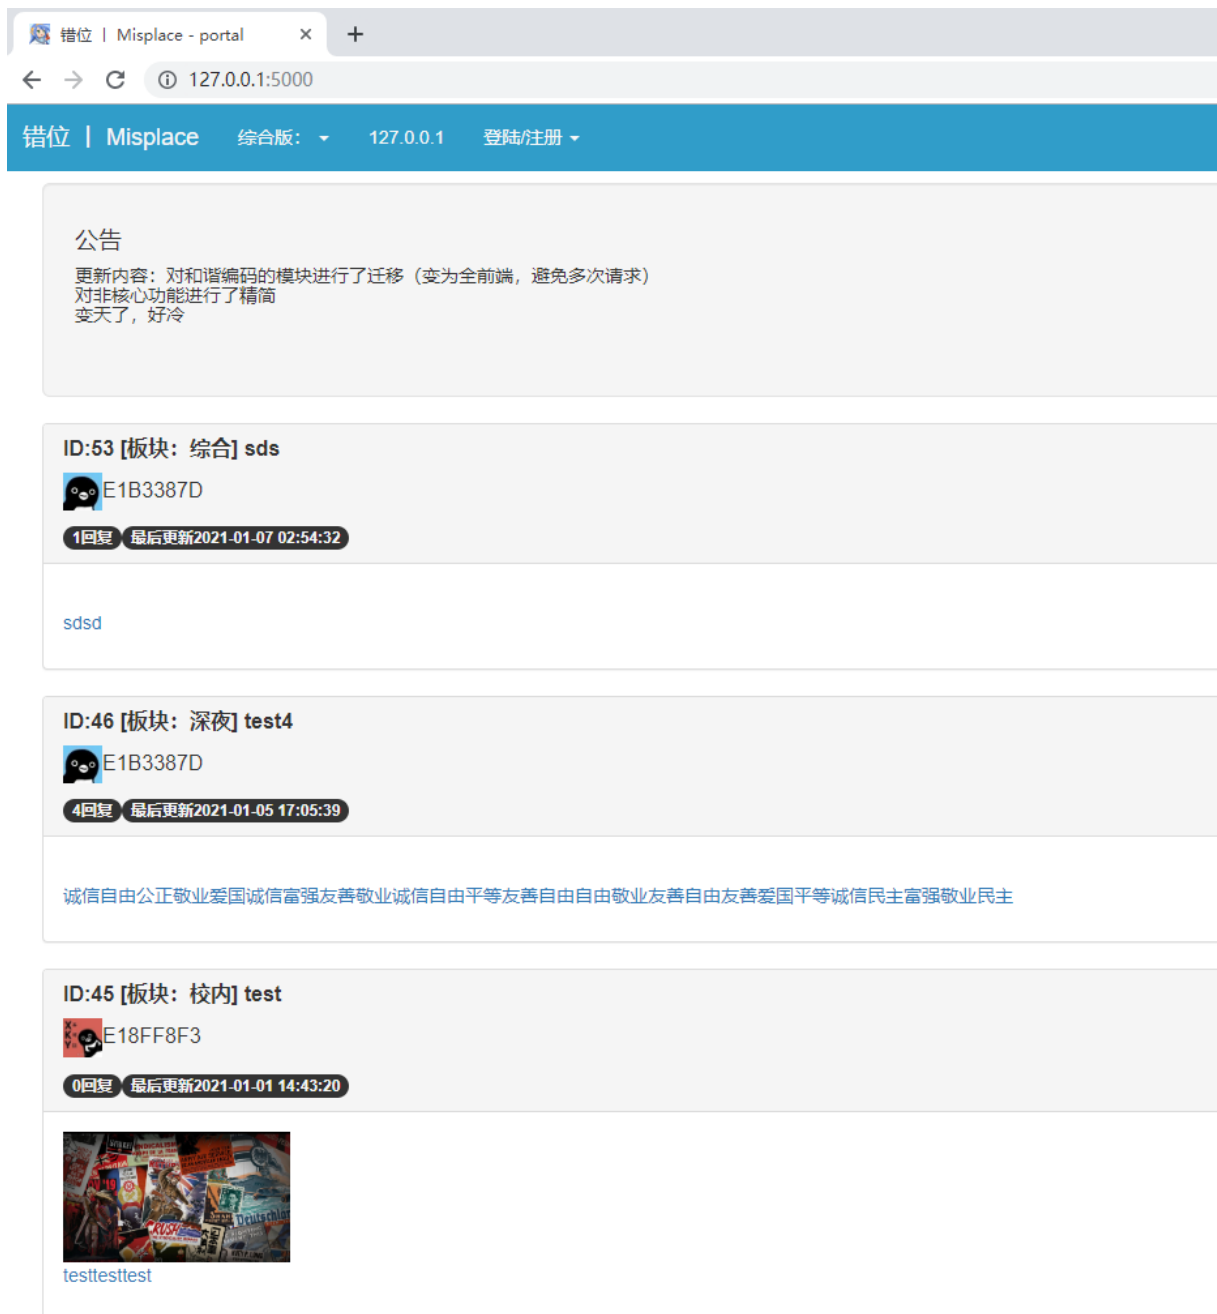 错位 | Misplace - portal
127.0.0.1:5000
错位 | Misplace 综合版： 127.0.0.1 登陆/注册
公告
更新内容：对和谐编码的模块进行了迁移（变为全前端，避免多次请求）
对非核心功能进行了精简
变天了，好冷
ID:53 [板块：综合] sds
E1B3387D
1回复 最后更新2021-01-07 02:54:32
sdsd
ID:46 [板块：深夜] test4
E1B3387D
4回复 最后更新2021-01-05 17:05:39
诚信自由公正敬业爱国诚信富强友善敬业诚信自由平等友善自由自由敬业友善自由友善爱国平等诚信民主富强敬业民主
ID:45 [板块：校内] test
E18FF8F3
0回复 最后更新2021-01-01 14:43:20
CRUSH
Deutschlan
testtesttest